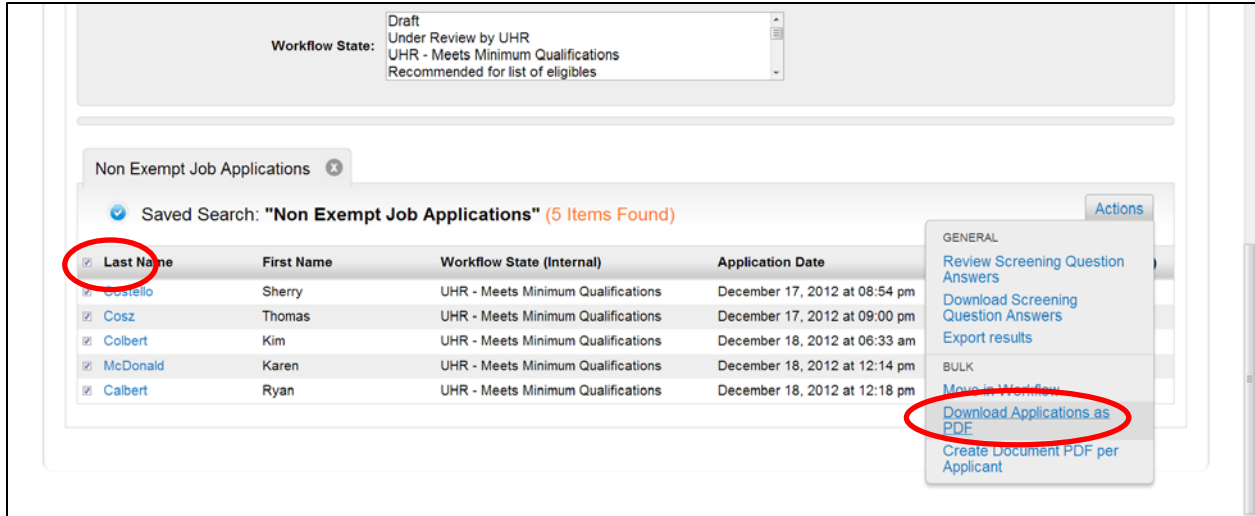 Workflow State:
Draft
Under Review by UHR
UHR - Meets Minimum Qualifications
Recommended for list of eligibles
Non Exempt Job Applications
Saved Search: "Non Exempt Job Applications" (5 Items Found)
Actions
Last Name First Name Workflow State (Internal) Application Date )
Costello Sherry UHR - Meets Minimum Qualifications December 17, 2012 at 08:54 pm
Cosz Thomas UHR - Meets Minimum Qualifications December 17, 2012 at 09:00 pm
Colbert Kim UHR - Meets Minimum Qualifications December 18, 2012 at 06:33 am
McDonald Karen UHR - Meets Minimum Qualifications December 18, 2012 at 12:14 pm
Calbert Ryan UHR - Meets Minimum Qualifications December 18, 2012 at 12:18 pm
GENERAL
Review Screening Question
Answers
Download Screening
Question Answers
Export results
BULK
Move in Workflow
Download Applications as
PDF
Create Document PDF per
Applicant